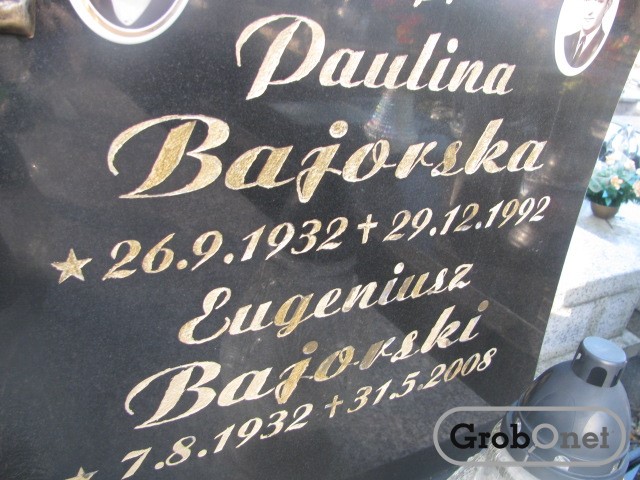 Paulina
Bajorska
★ 26.9.1932 ✝ 29.12.1992
Eugeniusz
Bajorski
★ 7.8.1932 ✝ 31.5.2008
GrobOnet